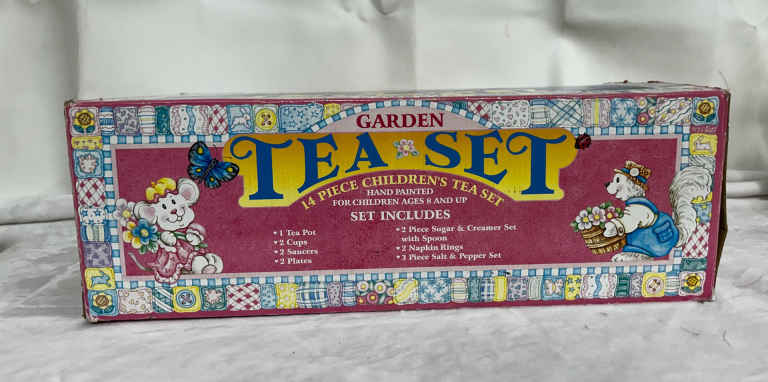 GARDEN
TEA SET
14 PIECE CHILDREN'S TEA SET
HAND PAINTED
FOR CHILDREN AGES 8 AND UP
SET INCLUDES
• 1 Tea Pot
• 2 Cups
• 2 Saucers
• 2 Plates
• 2 Piece Sugar & Creamer Set
with Spoon
• 2 Napkin Rings
• 3 Piece Salt & Pepper Set